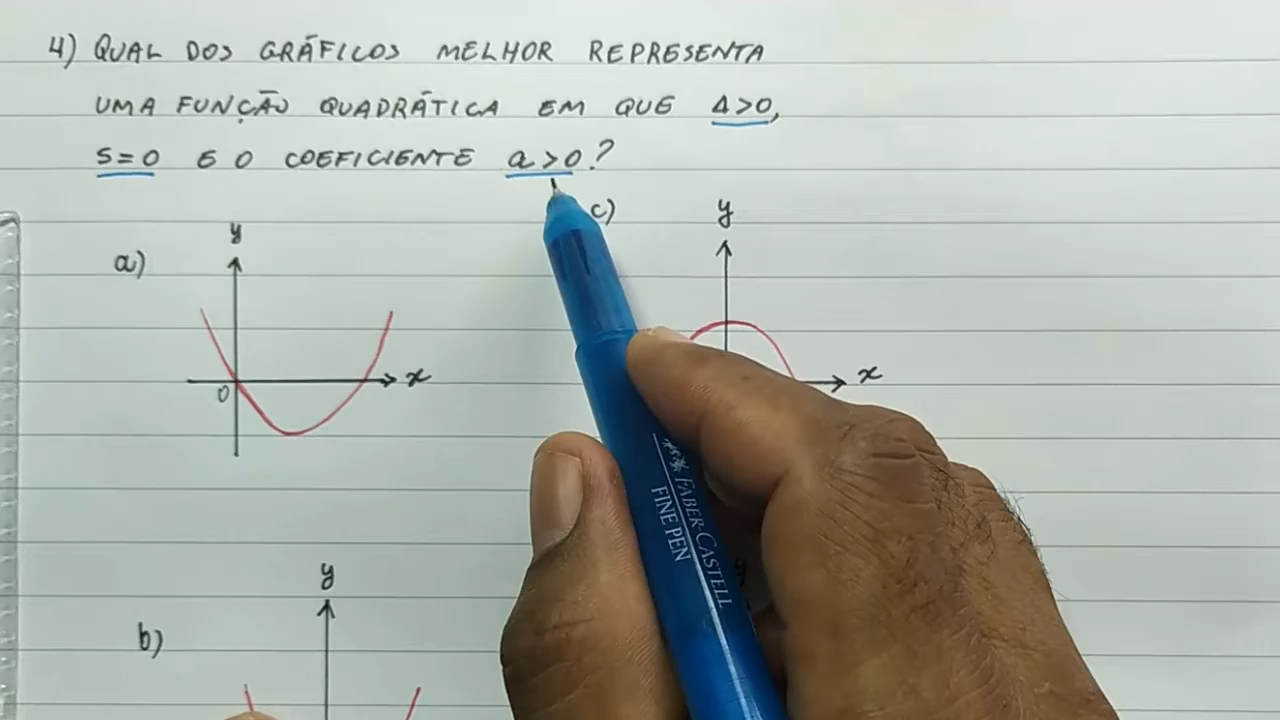 4) QUAL DOS GRÁFICOS MELHOR REPRESENTA
UMA FUNÇÃO QUADRÁTICA EM QUE Δ>0,
S=0 E O COEFICIENTE a>0?
a)
y
x
0
c)
y
x
b)
y
y
FABER-CASTELL
FINE PEN